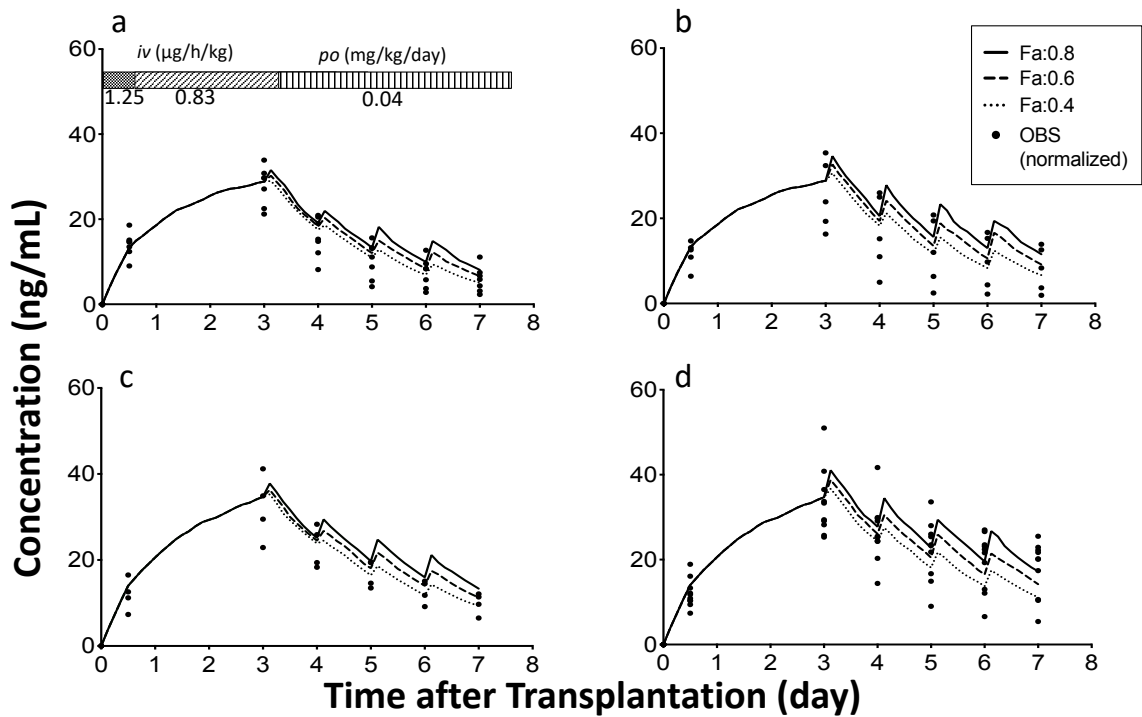 a
60
iv (µg/h/kg)
po (mg/kg/day)
1.25
0.83
0.04
40
20
0
0 1 2 3 4 5 6 7 8
b
60
40
20
0
0 1 2 3 4 5 6 7 8
Fa:0.8
Fa:0.6
Fa:0.4
OBS
(normalized)
c
60
40
20
0
0 1 2 3 4 5 6 7 8
d
60
40
20
0
0 1 2 3 4 5 6 7 8
Concentration (ng/mL)
Time after Transplantation (day)